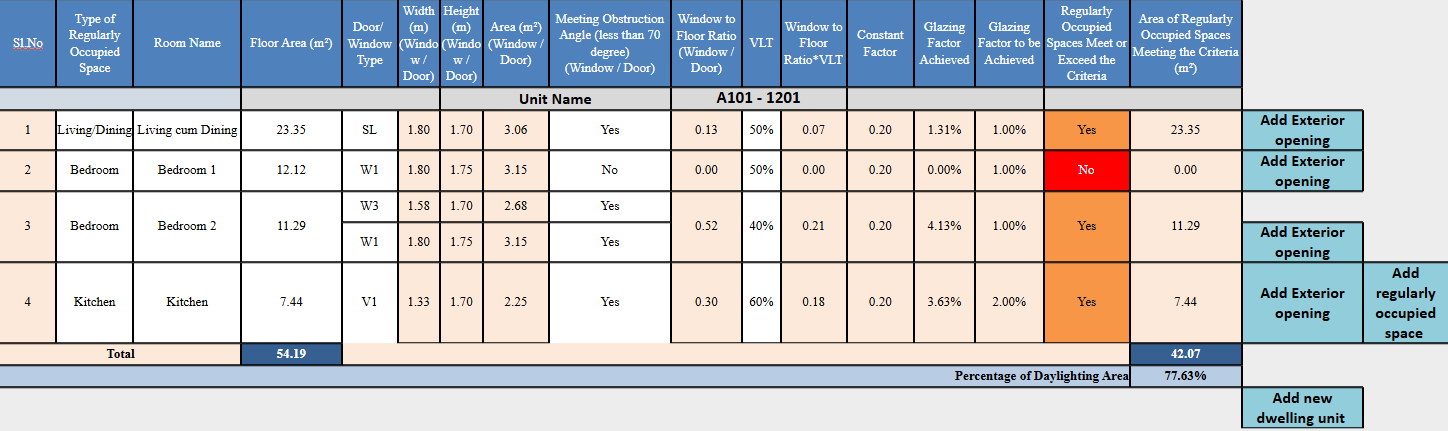 Sl.No | Type of Regularly Occupied Space | Room Name | Floor Area (m²) | Door/ Window Type | Width (m) (Windo w / Door) | Height (m) (Windo w / Door) | Area (m²) (Window / Door) | Meeting Obstruction Angle (less than 70 degree) (Window / Door) | Window to Floor Ratio (Window / Door) | VLT | Window to Floor Ratio*VLT | Constant Factor | Glazing Factor Achieved | Glazing Factor to be Achieved | Regularly Occupied Spaces Meet or Exceed the Criteria | Area of Regularly Occupied Spaces Meeting the Criteria (m²)
Unit Name | A101 - 1201
1 | Living/Dining | Living cum Dining | 23.35 | SL | 1.80 | 1.70 | 3.06 | Yes | 0.13 | 50% | 0.07 | 0.20 | 1.31% | 1.00% | Yes | 23.35 | Add Exterior opening
2 | Bedroom | Bedroom 1 | 12.12 | W1 | 1.80 | 1.75 | 3.15 | No | 0.00 | 50% | 0.00 | 0.20 | 0.00% | 1.00% | No | 0.00 | Add Exterior opening
3 | Bedroom | Bedroom 2 | 11.29 | W3 | 1.58 | 1.70 | 2.68 | Yes | 0.52 | 40% | 0.21 | 0.20 | 4.13% | 1.00% | Yes | 11.29
W1 | 1.80 | 1.75 | 3.15 | Yes | Add Exterior opening
4 | Kitchen | Kitchen | 7.44 | V1 | 1.33 | 1.70 | 2.25 | Yes | 0.30 | 60% | 0.18 | 0.20 | 3.63% | 2.00% | Yes | 7.44 | Add Exterior opening | Add regularly occupied space
Total | 54.19 | 42.07
Percentage of Daylighting Area | 77.63%
Add new dwelling unit